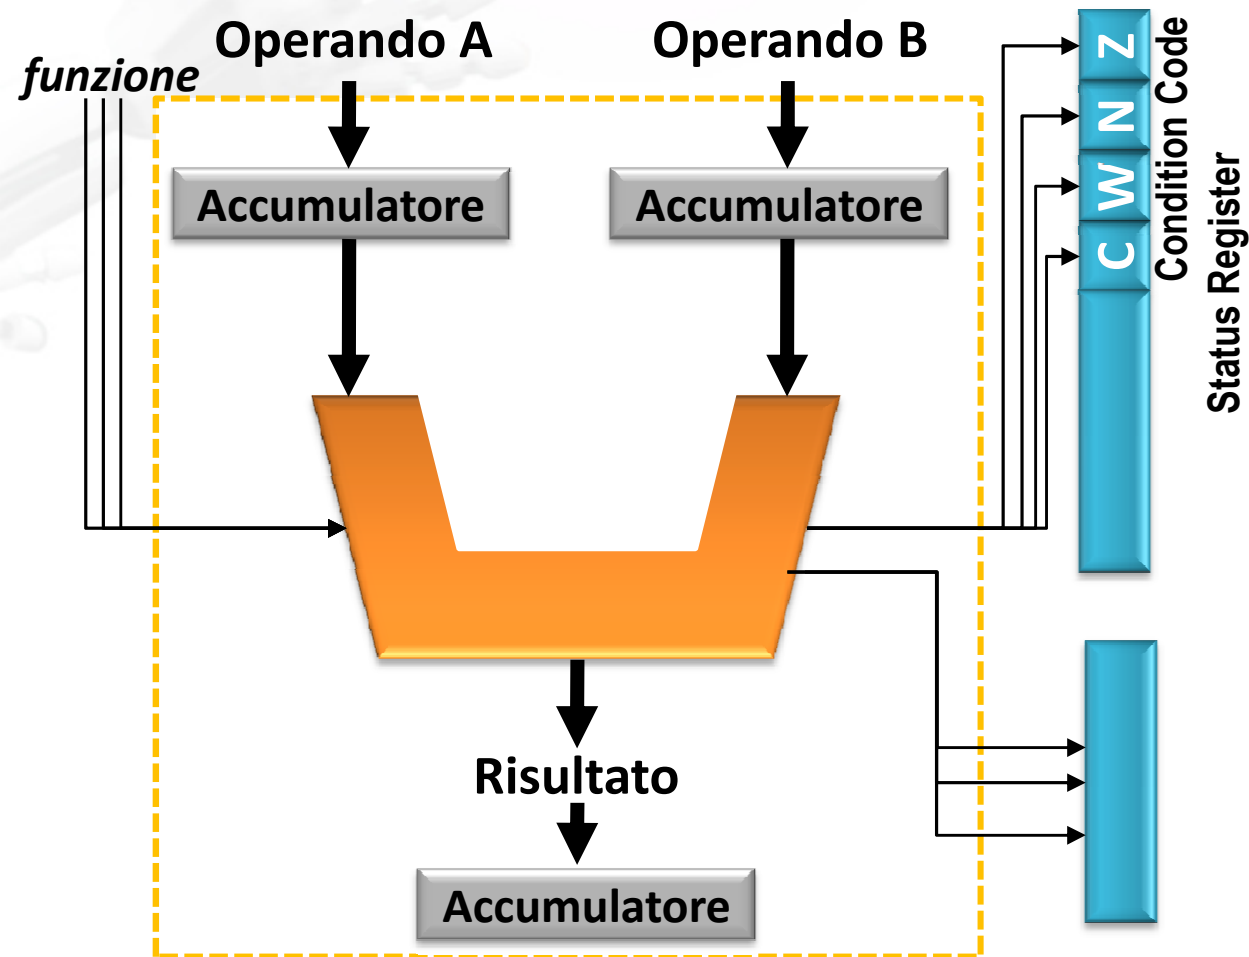 Operando A
Operando B
funzione
Accumulatore
Accumulatore
Z
N
W
C
Condition Code
Status Register
Risultato
Accumulatore